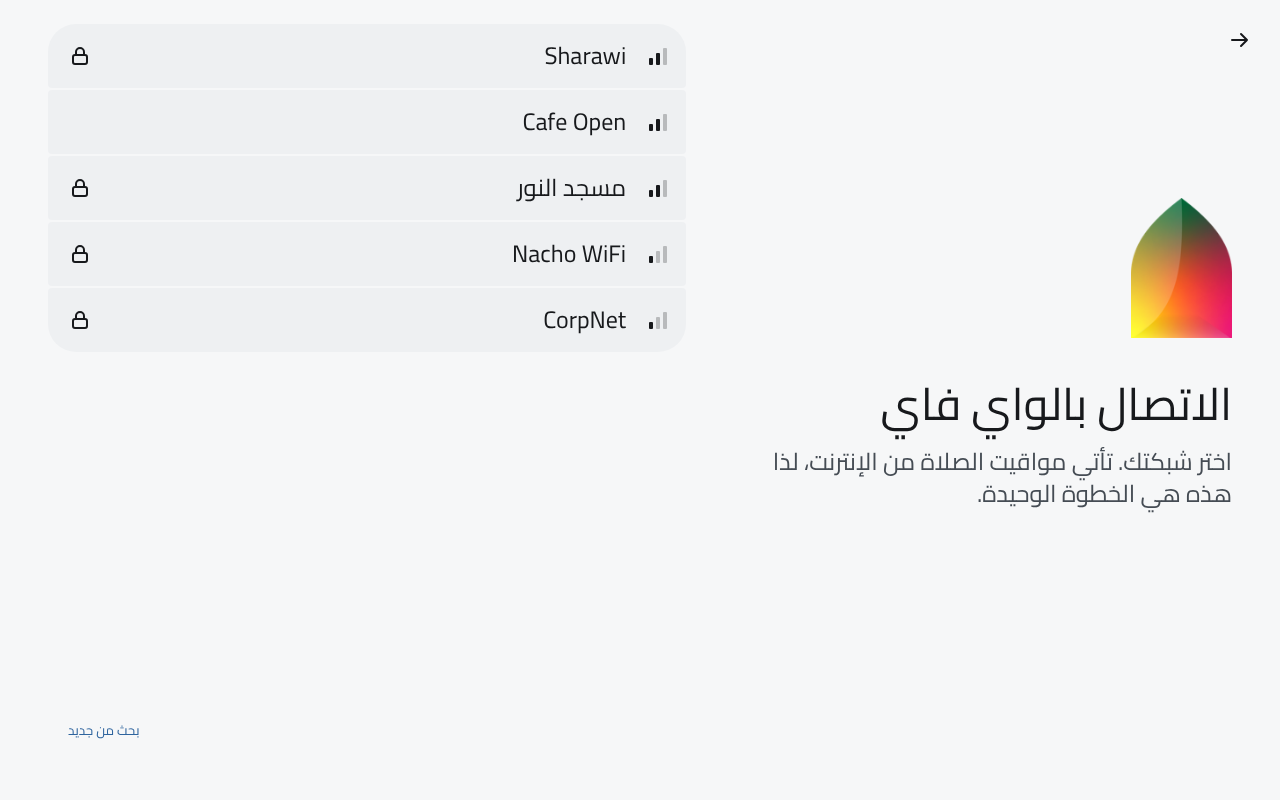 الاتصال بالواي فاي
اختر شبكتك. تأتي مواقيت الصلاة من الإنترنت، لذا
هذه هي الخطوة الوحيدة.
Sharawi
Cafe Open
مسجد النور
Nacho WiFi
CorpNet
بحث من جديد